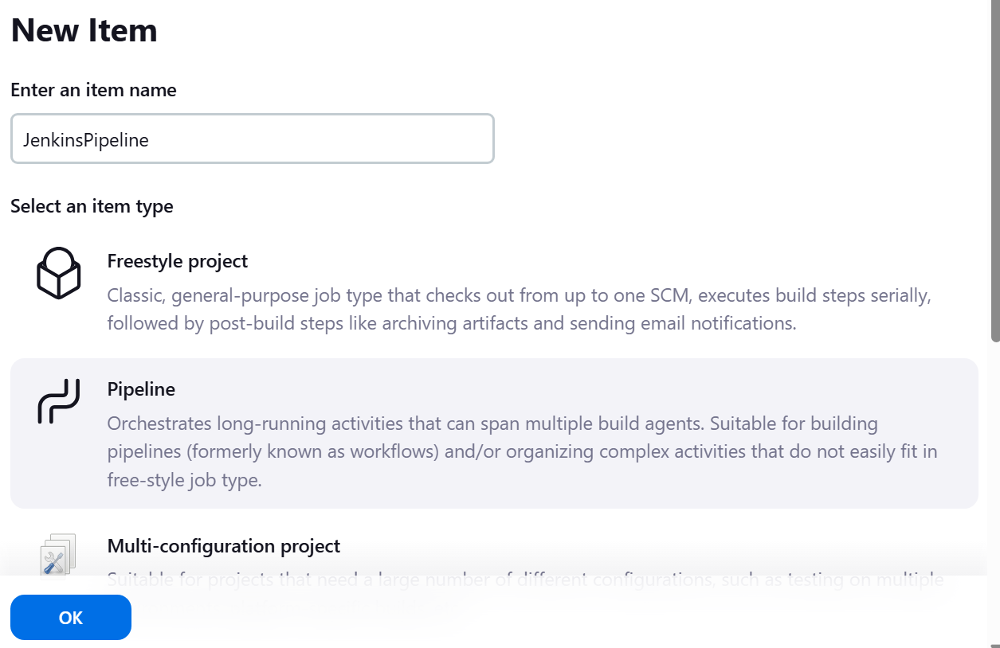 New Item
Enter an item name
JenkinsPipeline
Select an item type
Freestyle project
Classic, general-purpose job type that checks out from up to one SCM, executes build steps serially,
followed by post-build steps like archiving artifacts and sending email notifications.
Pipeline
Orchestrates long-running activities that can span multiple build agents. Suitable for building
pipelines (formerly known as workflows) and/or organizing complex activities that do not easily fit in
free-style job type.
Multi-configuration project
Suitable for projects that need a large number of different configurations, such as testing on multiple
OK